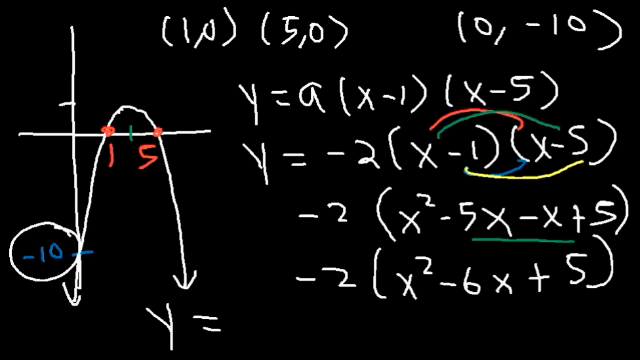 (1,0) (5,0) (0, -10)
y = a(x-1)(x-5)
y = -2(x-1)(x-5)
1 5
-2(x² - 5x - x + 5)
-10
-2(x² - 6x + 5)
y =